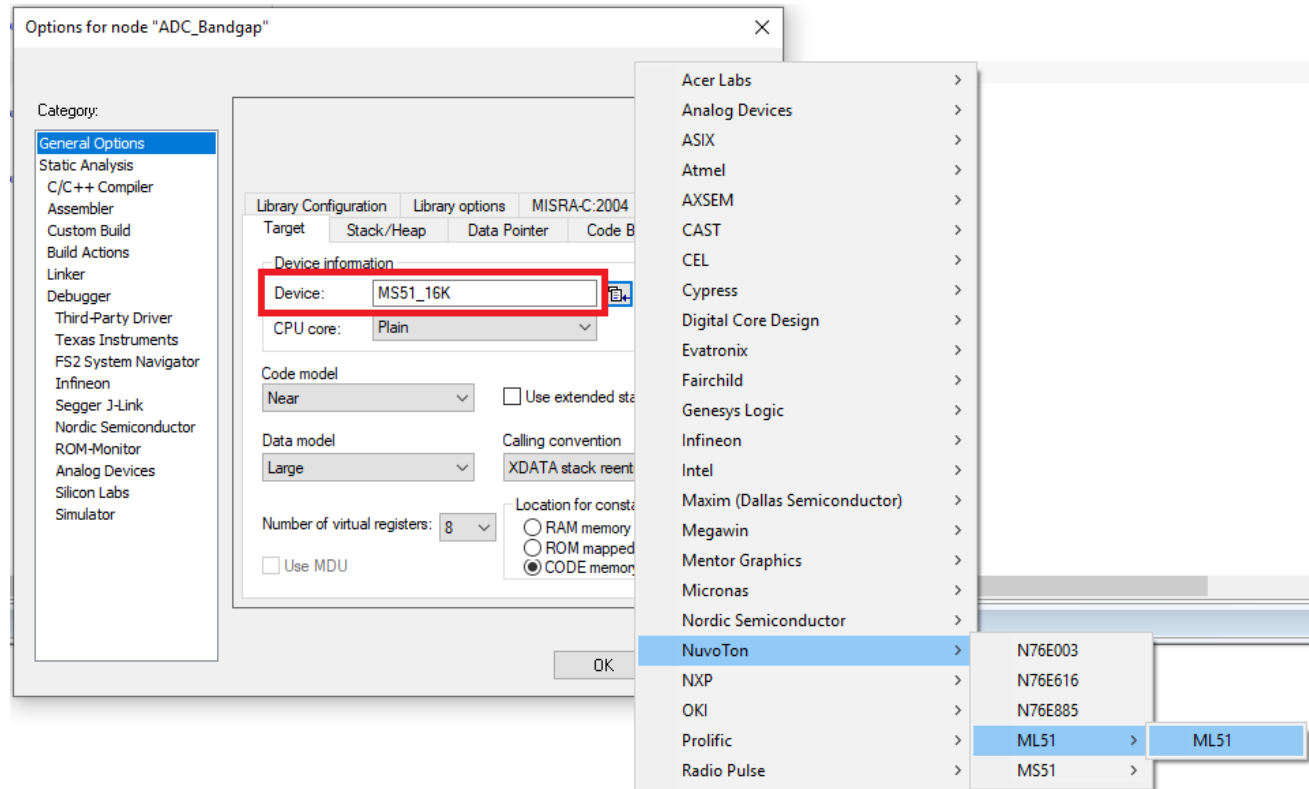 Options for node "ADC_Bandgap"
Category:
General Options
Static Analysis
C/C++ Compiler
Assembler
Custom Build
Build Actions
Linker
Debugger
Third-Party Driver
Texas Instruments
FS2 System Navigator
Infineon
Segger J-Link
Nordic Semiconductor
ROM-Monitor
Analog Devices
Silicon Labs
Simulator
Library Configuration Library options MISRA-C:2004
Target Stack/Heap Data Pointer Code B
Device information
Device: MS51_16K
CPU core: Plain
Code model
Near
Use extended sta
Data model
Large
Calling convention
XDATA stack reent
Number of virtual registers: 8
Use MDU
Location for consta
RAM memory
ROM mapped
CODE memory
OK
Acer Labs
Analog Devices
ASIX
Atmel
AXSEM
CAST
CEL
Cypress
Digital Core Design
Evatronix
Fairchild
Genesys Logic
Infineon
Intel
Maxim (Dallas Semiconductor)
Megawin
Mentor Graphics
Micronas
Nordic Semiconductor
NuvoTon
NXP
OKI
Prolific
Radio Pulse
N76E003
N76E616
N76E885
ML51
MS51
ML51